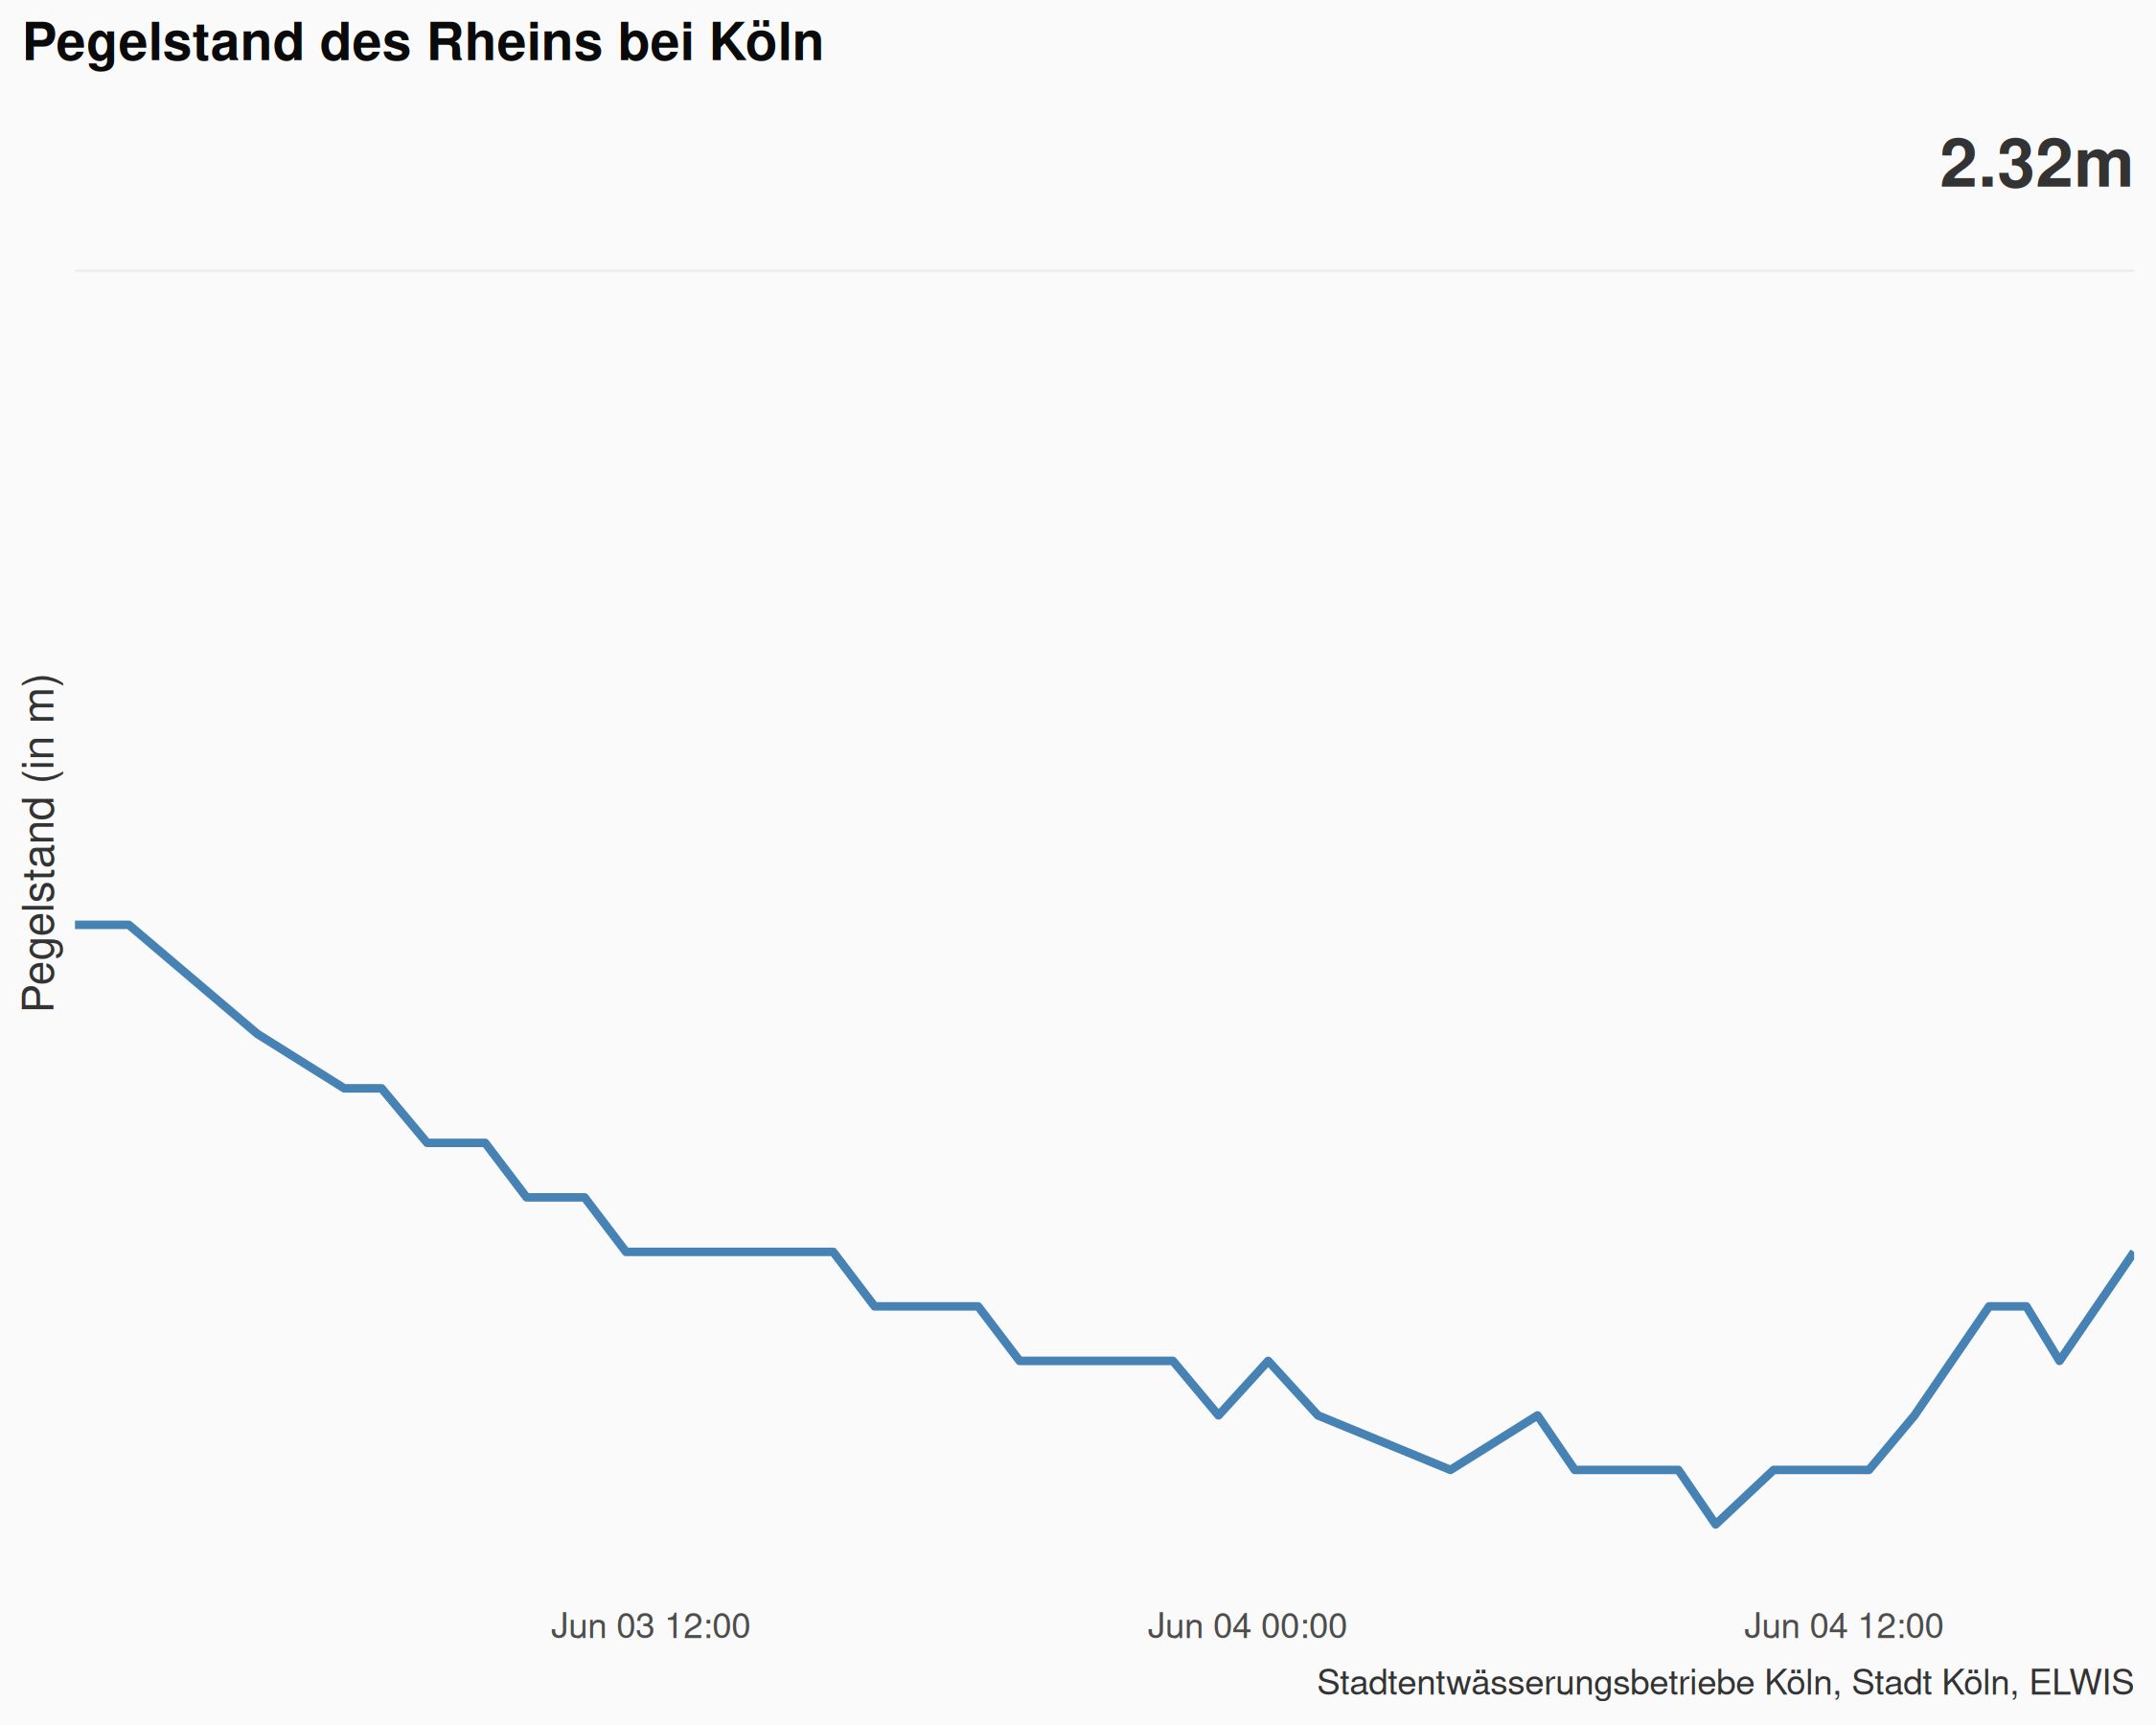 Pegelstand des Rheins bei Köln
2.32m
Pegelstand (in m)
Jun 03 12:00
Jun 04 00:00
Jun 04 12:00
Stadtentwässerungsbetriebe Köln, Stadt Köln, ELWIS